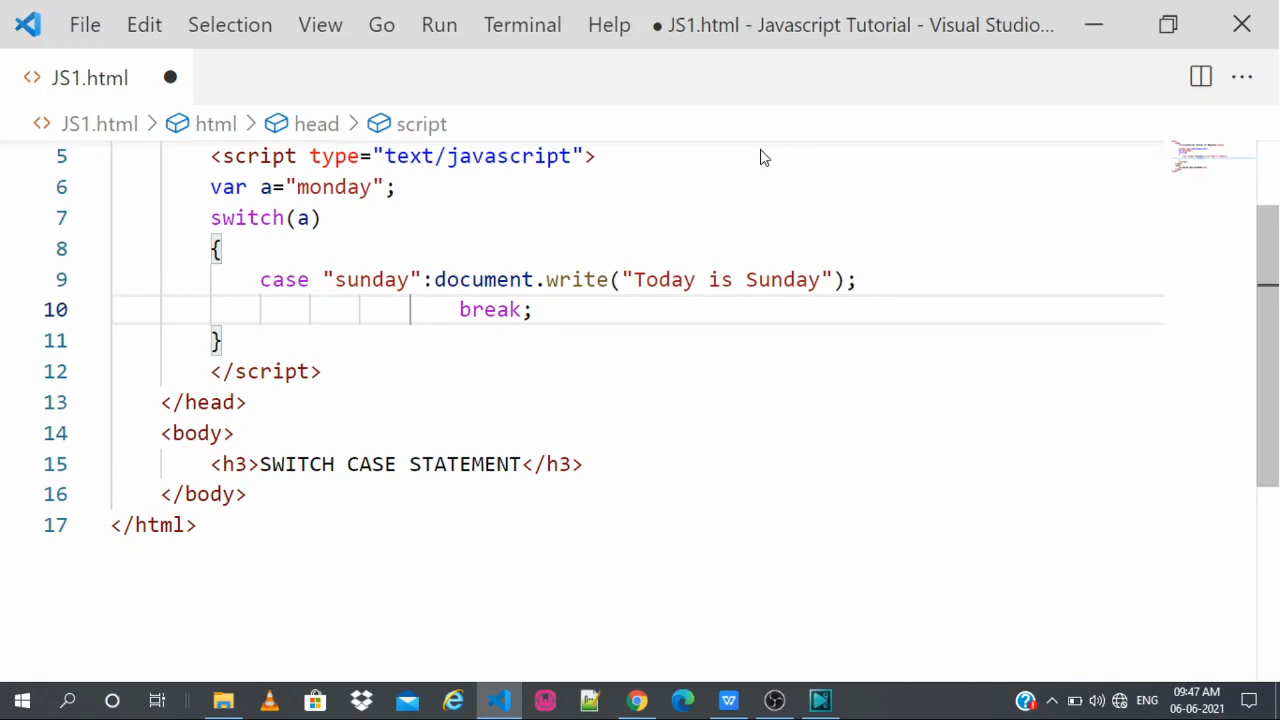 File Edit Selection View Go Run Terminal Help ● JS1.html - Javascript Tutorial - Visual Studio...
<> JS1.html ●
<> JS1.html > html > head > script
5 <script type="text/javascript">
6 var a="monday";
7 switch(a)
8 {
9 case "sunday":document.write("Today is Sunday");
10 break;
11 }
12 </script>
13 </head>
14 <body>
15 <h3>SWITCH CASE STATEMENT</h3>
16 </body>
17 </html>
ENG
09:47 AM
06-06-2021